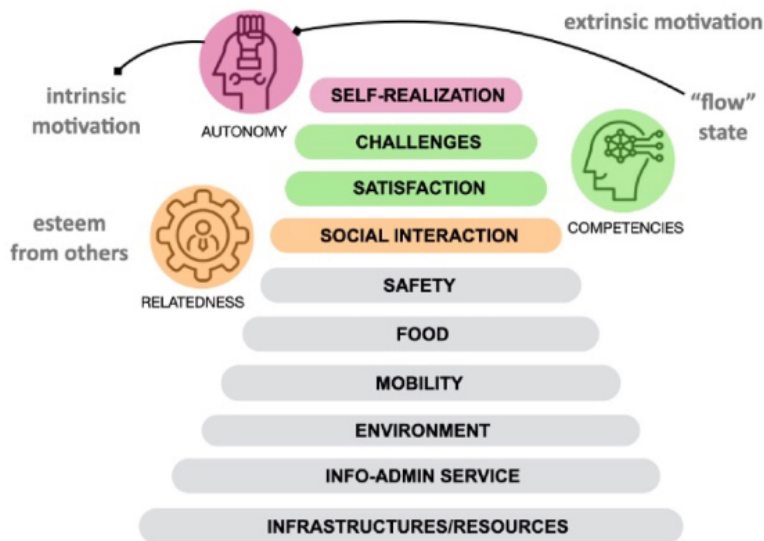 extrinsic motivation
intrinsic
motivation
"flow"
state
AUTONOMY
SELF-REALIZATION
CHALLENGES
SATISFACTION
COMPETENCIES
esteem
from others
SOCIAL INTERACTION
RELATEDNESS
SAFETY
FOOD
MOBILITY
ENVIRONMENT
INFO-ADMIN SERVICE
INFRASTRUCTURES/RESOURCES